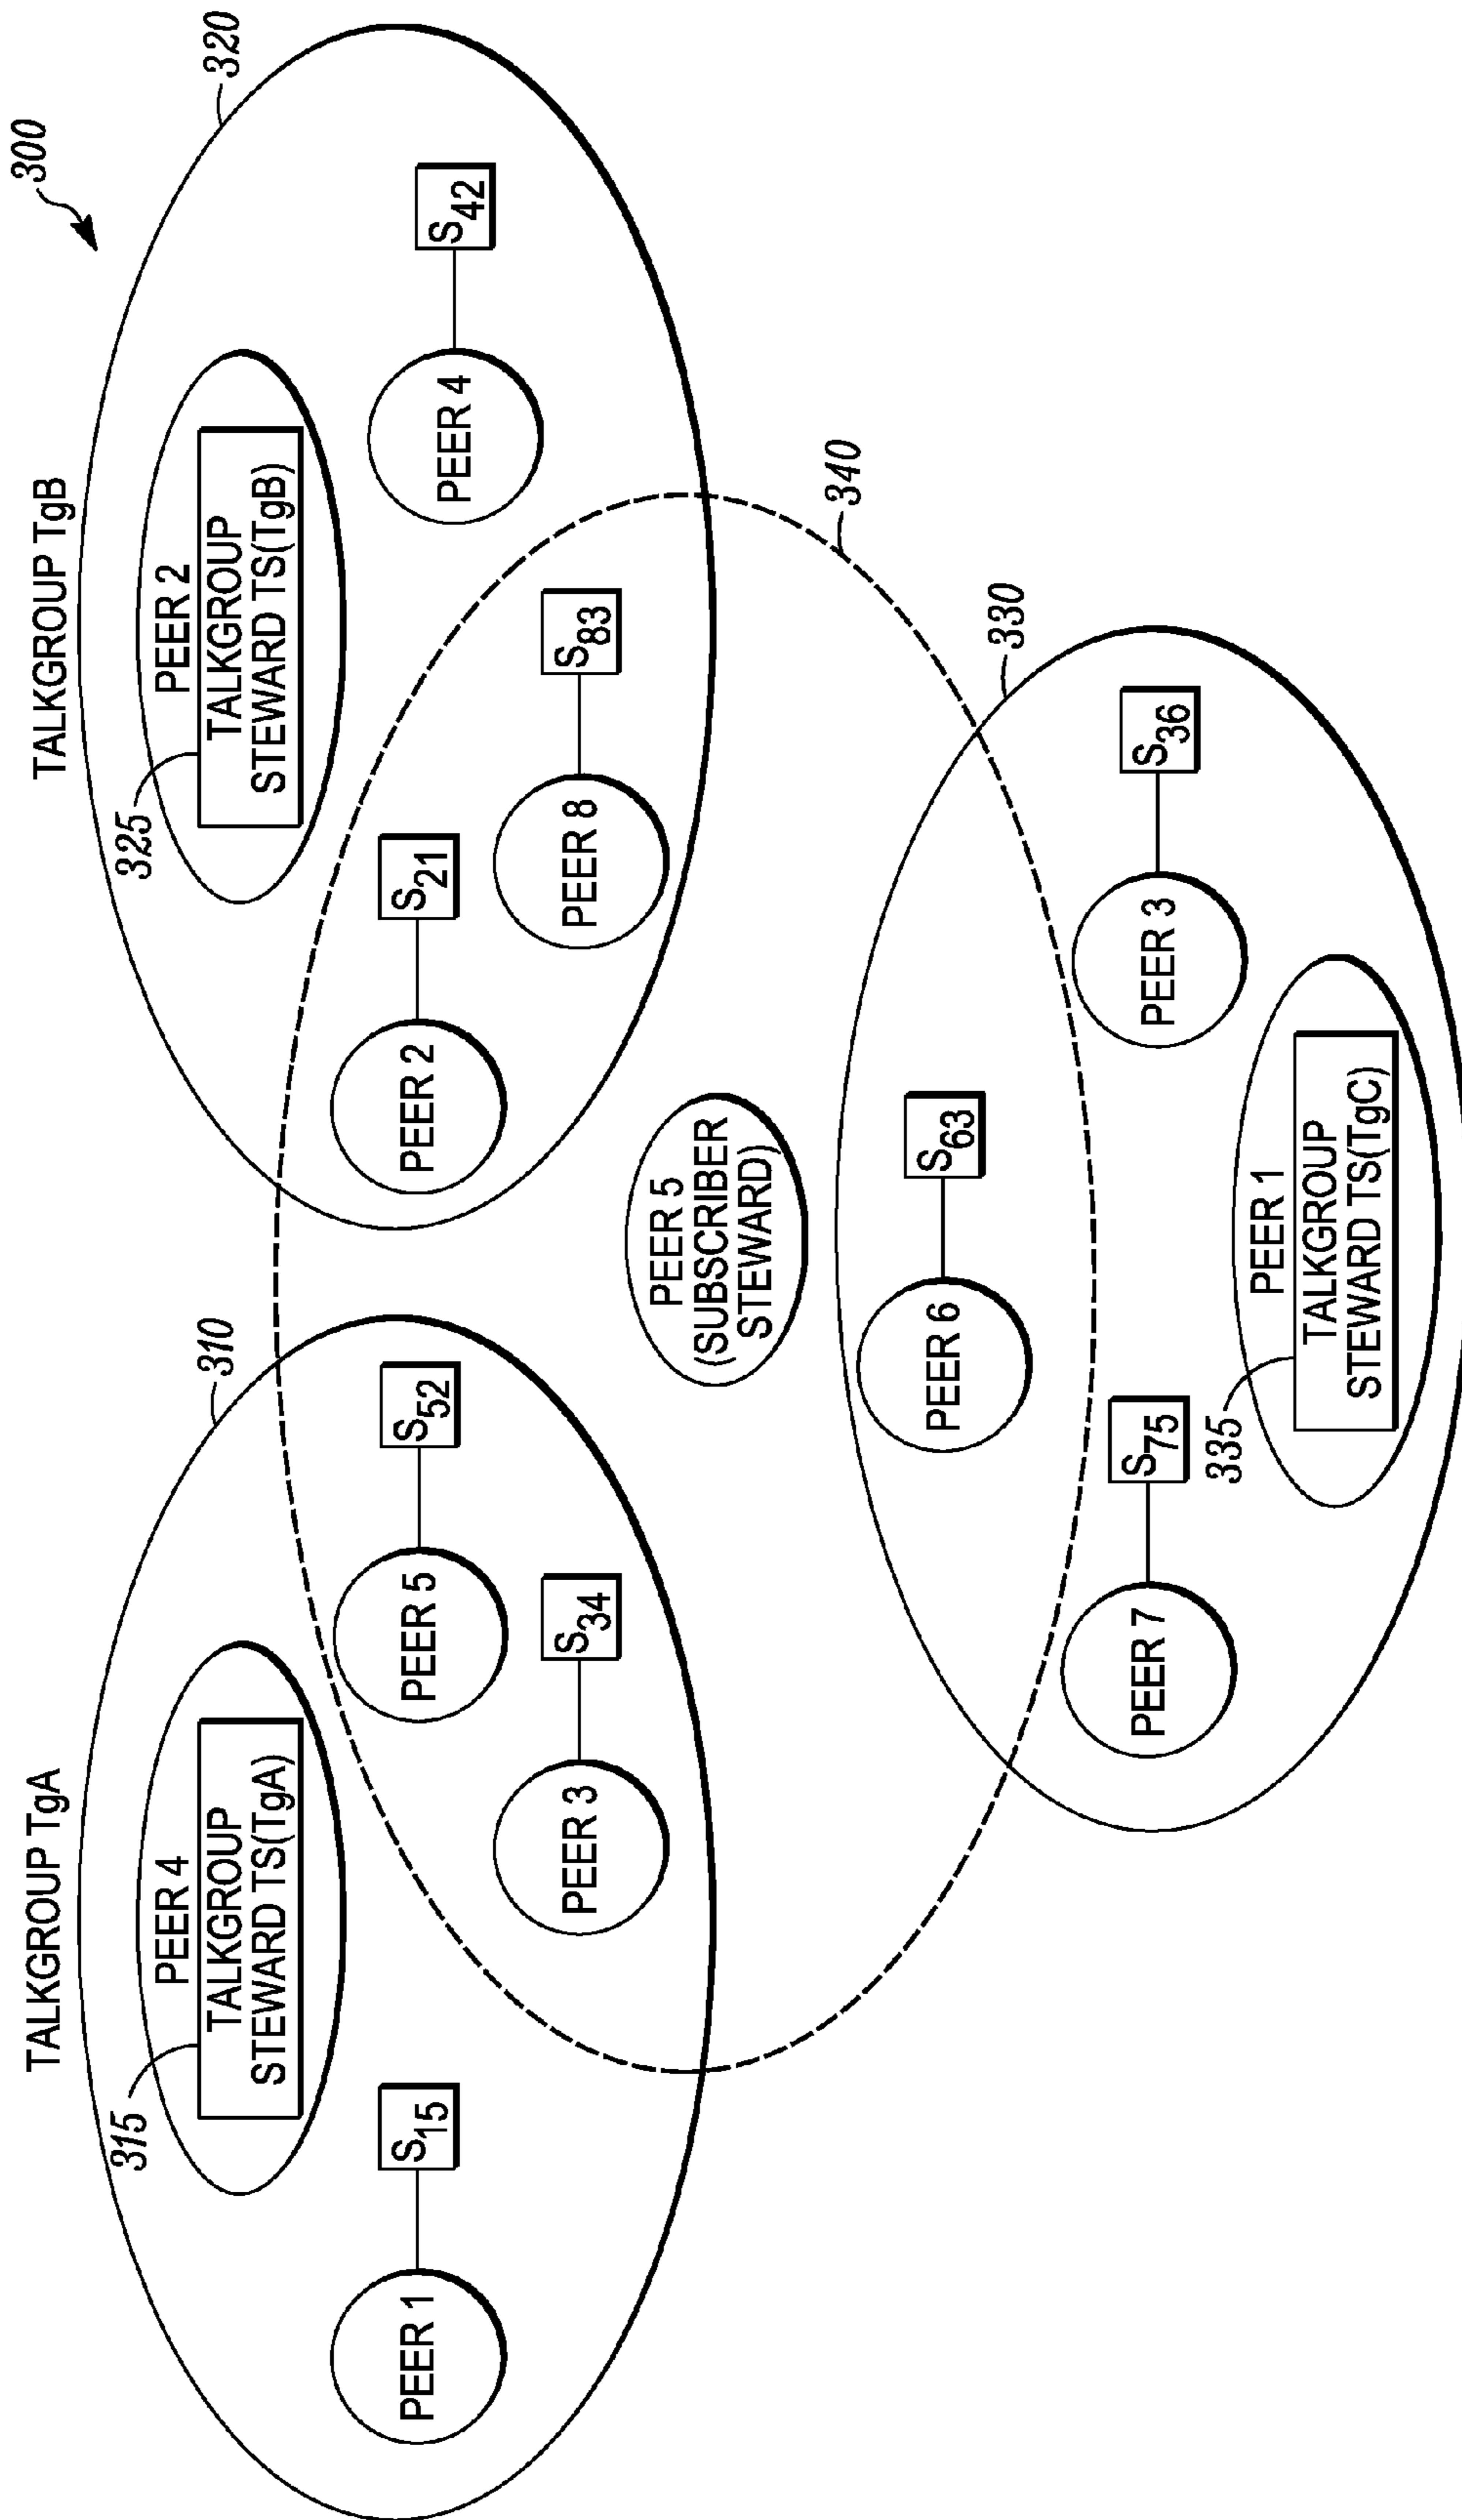 300
TALKGROUP TgA
TALKGROUP TgB
310
320
315
PEER 4
TALKGROUP
STEWARD TS(TgA)
325
PEER 2
TALKGROUP
STEWARD TS(TgB)
PEER 1
S15
PEER 5
S52
PEER 3
S34
PEER 2
S21
PEER 8
S83
PEER 4
S42
PEER 5
(SUBSCRIBER
STEWARD)
340
330
PEER 6
S63
PEER 7
S75
PEER 3
S36
335
PEER 1
TALKGROUP
STEWARD TS(TgC)